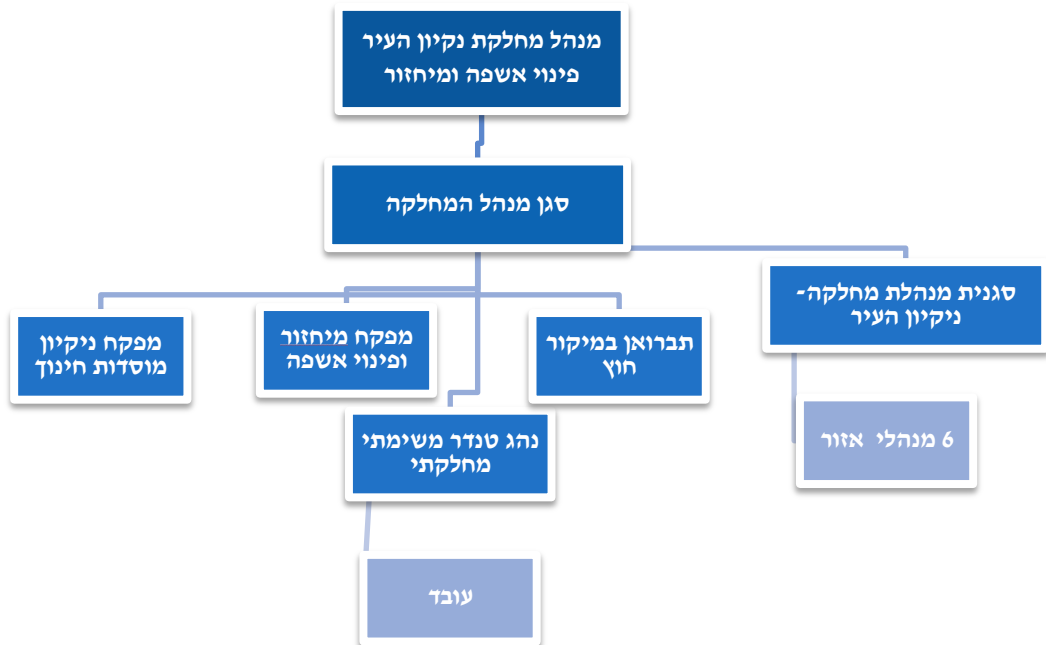 מנהל מחלקת נקיון העיר
פינוי אשפה ומיחזור
סגן מנהל המחלקה
סגנית מנהלת מחלקה-
ניקיון העיר
תברואן במיקור
חוץ
מפקח מיחזור
ופינוי אשפה
מפקח ניקיון
מוסדות חינוך
6 מנהלי אזור
נהג טנדר משימתי
מחלקתי
עובד